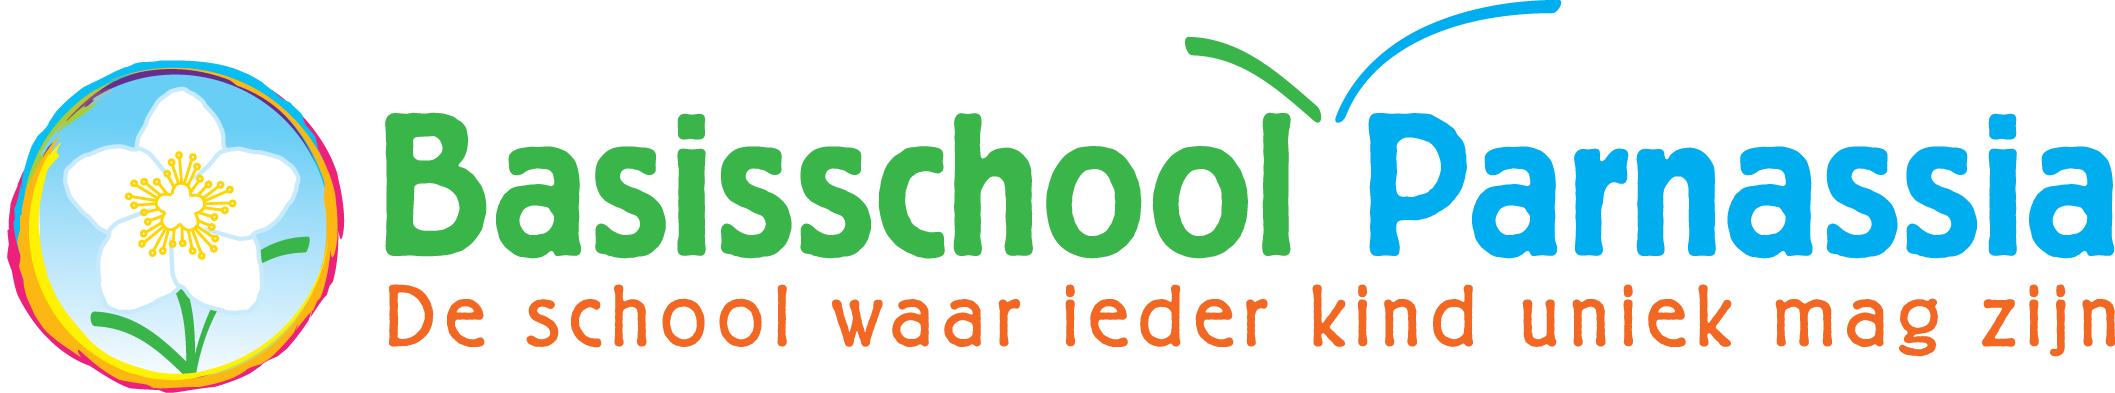 Basisschool Parnassia
De school waar ieder kind uniek mag zijn